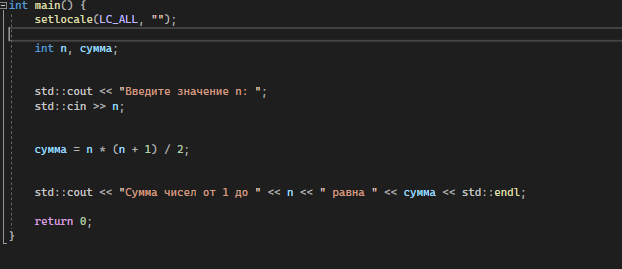 int main() {
setlocale(LC_ALL, "");
int n, сумма;
std::cout << "Введите значение n: ";
std::cin >> n;
сумма = n * (n + 1) / 2;
std::cout << "Сумма чисел от 1 до " << n << " равна " << сумма << std::endl;
return 0;
}